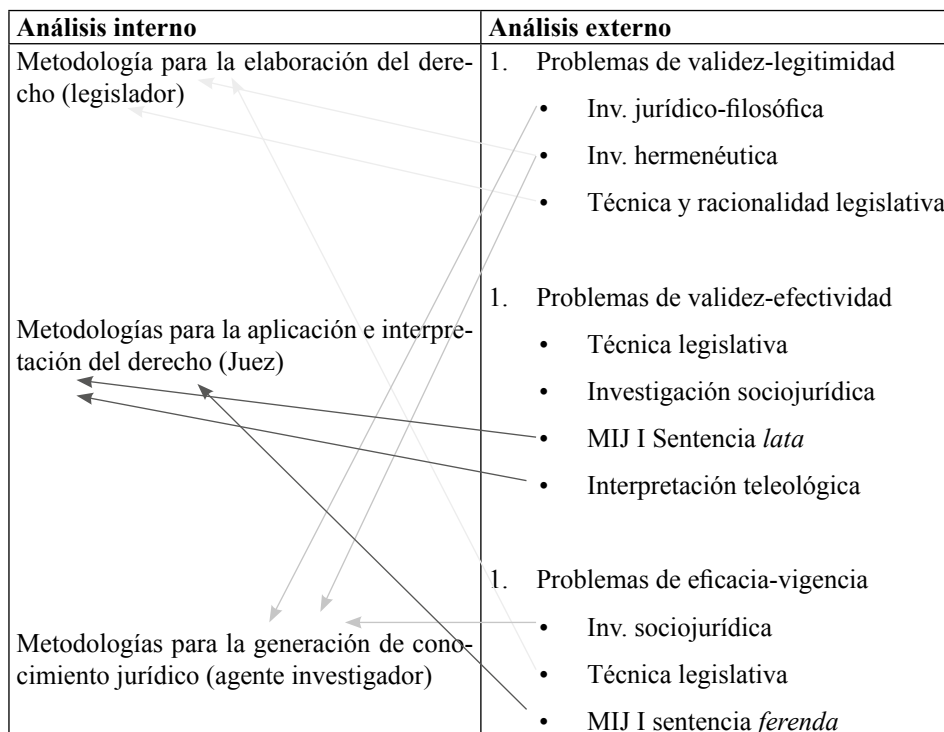 Análisis interno
Metodología para la elaboración del dere-
cho (legislador)
Metodologías para la aplicación e interpre-
tación del derecho (Juez)
Metodologías para la generación de cono-
cimiento jurídico (agente investigador)
Análisis externo
1. Problemas de validez-legitimidad
• Inv. jurídico-filosófica
• Inv. hermenéutica
• Técnica y racionalidad legislativa
1. Problemas de validez-efectividad
• Técnica legislativa
• Investigación sociojurídica
• MIJ I Sentencia lata
• Interpretación teleológica
1. Problemas de eficacia-vigencia
• Inv. sociojurídica
• Técnica legislativa
• MIJ I sentencia ferenda